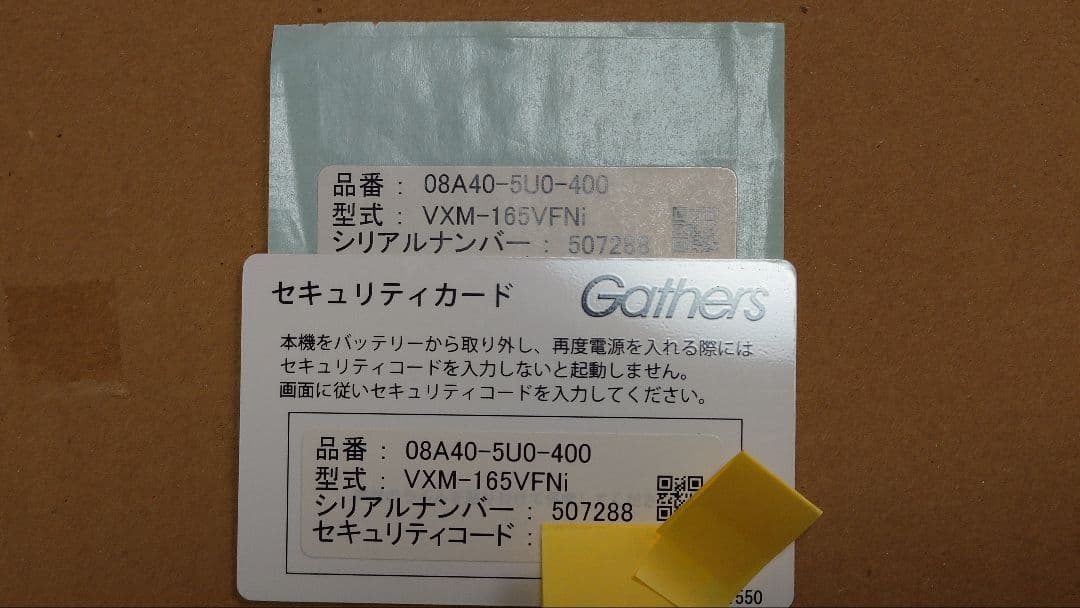 品番 : 08A40-5U0-400
型式 : VXM-165VFNi
シリアルナンバー : 507288
セキュリティカード
Gathers
本機をバッテリーから取り外し、再度電源を入れる際には
セキュリティコードを入力しないと起動しません。
画面に従いセキュリティコードを入力してください。
品番 : 08A40-5U0-400
型式 : VXM-165VFNi
シリアルナンバー : 507288
セキュリティコード :
550